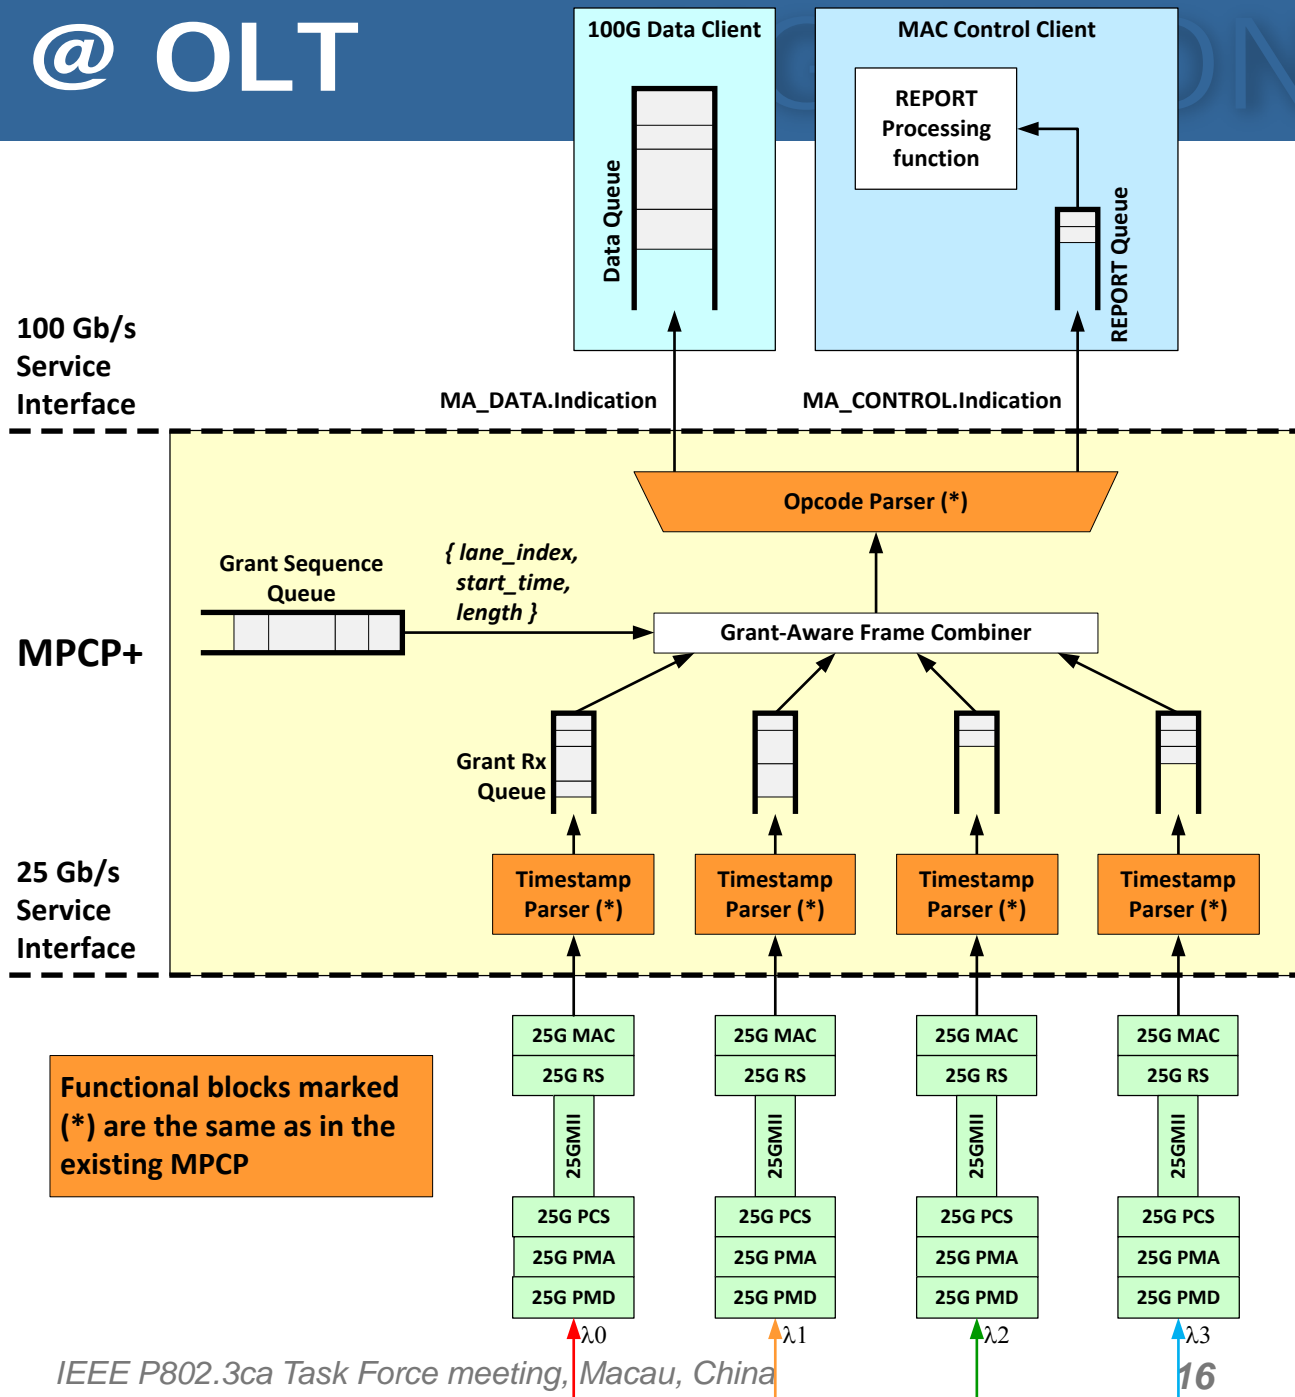 @ OLT
100G Data Client
MAC Control Client
REPORT
Processing
function
Data Queue
REPORT Queue
100 Gb/s
Service
Interface
MA_DATA.Indication
MA_CONTROL.Indication
Opcode Parser (*)
Grant Sequence
Queue
{ lane_index,
start_time,
length }
MPCP+
Grant-Aware Frame Combiner
Grant Rx
Queue
25 Gb/s
Service
Interface
Timestamp
Parser (*)
Timestamp
Parser (*)
Timestamp
Parser (*)
Timestamp
Parser (*)
25G MAC
25G RS
25GMII
25G PCS
25G PMA
25G PMD
λ0
25G MAC
25G RS
25GMII
25G PCS
25G PMA
25G PMD
λ1
25G MAC
25G RS
25GMII
25G PCS
25G PMA
25G PMD
λ2
25G MAC
25G RS
25GMII
25G PCS
25G PMA
25G PMD
λ3
Functional blocks marked
(*) are the same as in the
existing MPCP
IEEE P802.3ca Task Force meeting, Macau, China
16